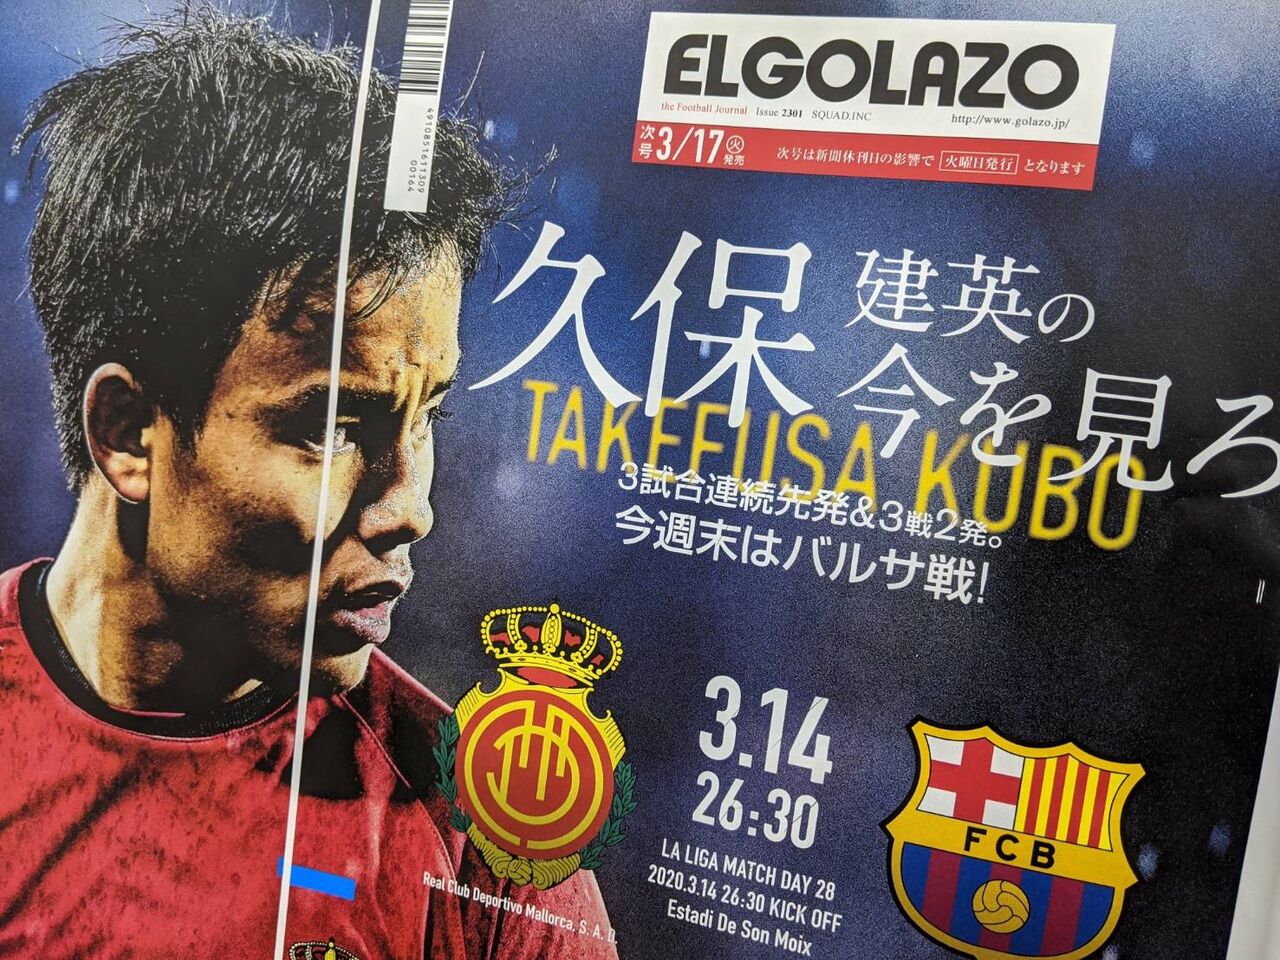 4910851611309
00164
ELGOLAZO
the Football Journal Issue 2301 SQUAD.INC http://www.golazo.jp/
次号3/17㊋発売 次号は新聞休刊日の影響で 火曜日発行 となります
久保 建英の
今を見ろ
TAKEFUSA KUBO
3試合連続先発&3戦2発。
今週末はバルサ戦!
3.14
26:30
LA LIGA MATCH DAY 28
2020.3.14 26:30 KICK OFF
Estadi De Son Moix
Real Club Deportivo Mallorca, S. A. D.
FCB